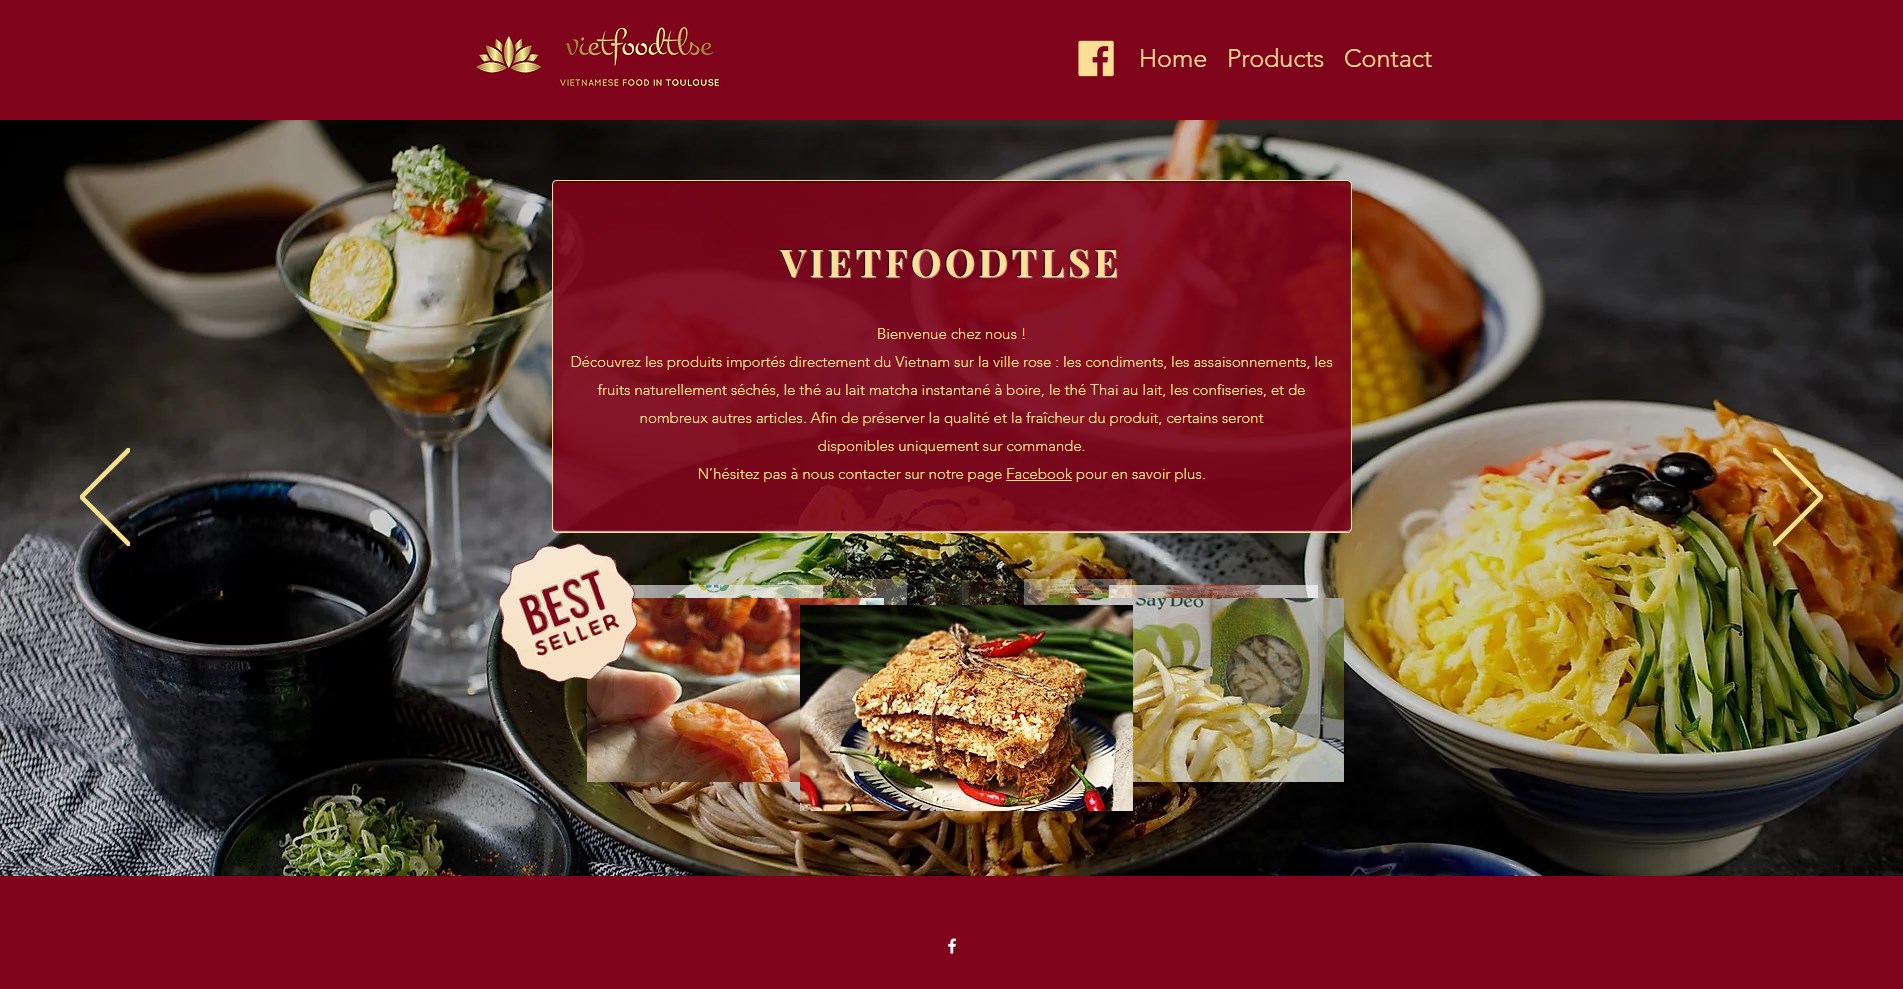 vietfoodtlse
VIETNAMESE FOOD IN TOULOUSE
Home Products Contact
VIETFOODTLSE
Bienvenue chez nous !
Découvrez les produits importés directement du Vietnam sur la ville rose : les condiments, les assaisonnements, les
fruits naturellement séchés, le thé au lait matcha instantané à boire, le thé Thai au lait, les confiseries, et de
nombreux autres articles. Afin de préserver la qualité et la fraîcheur du produit, certains seront
disponibles uniquement sur commande.
N’hésitez pas à nous contacter sur notre page Facebook pour en savoir plus.
BEST
SELLER
Say Deo